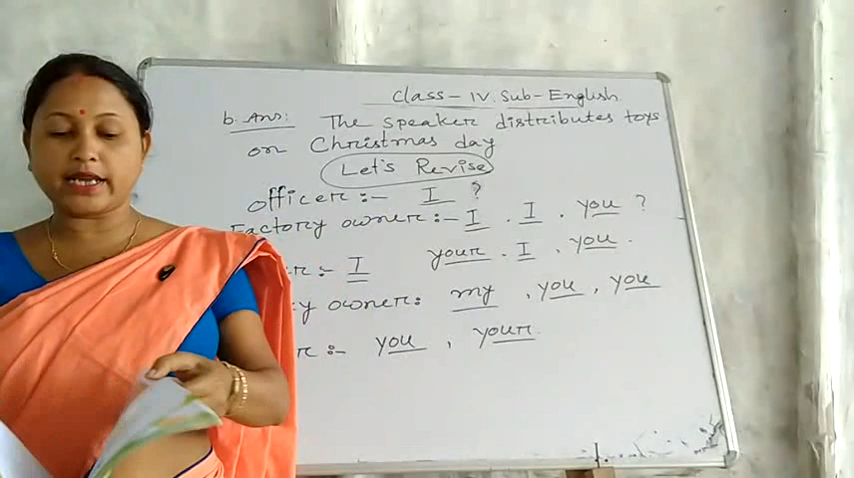 Class - IV. Sub - English
b. Ans: The speaker distributes toys
on Christmas day
Let's Revise
officer :- I ?
Factory owner :- I . I . you ?
r :- I your . I . you .
y owner : my , you , you
r :- you , your .